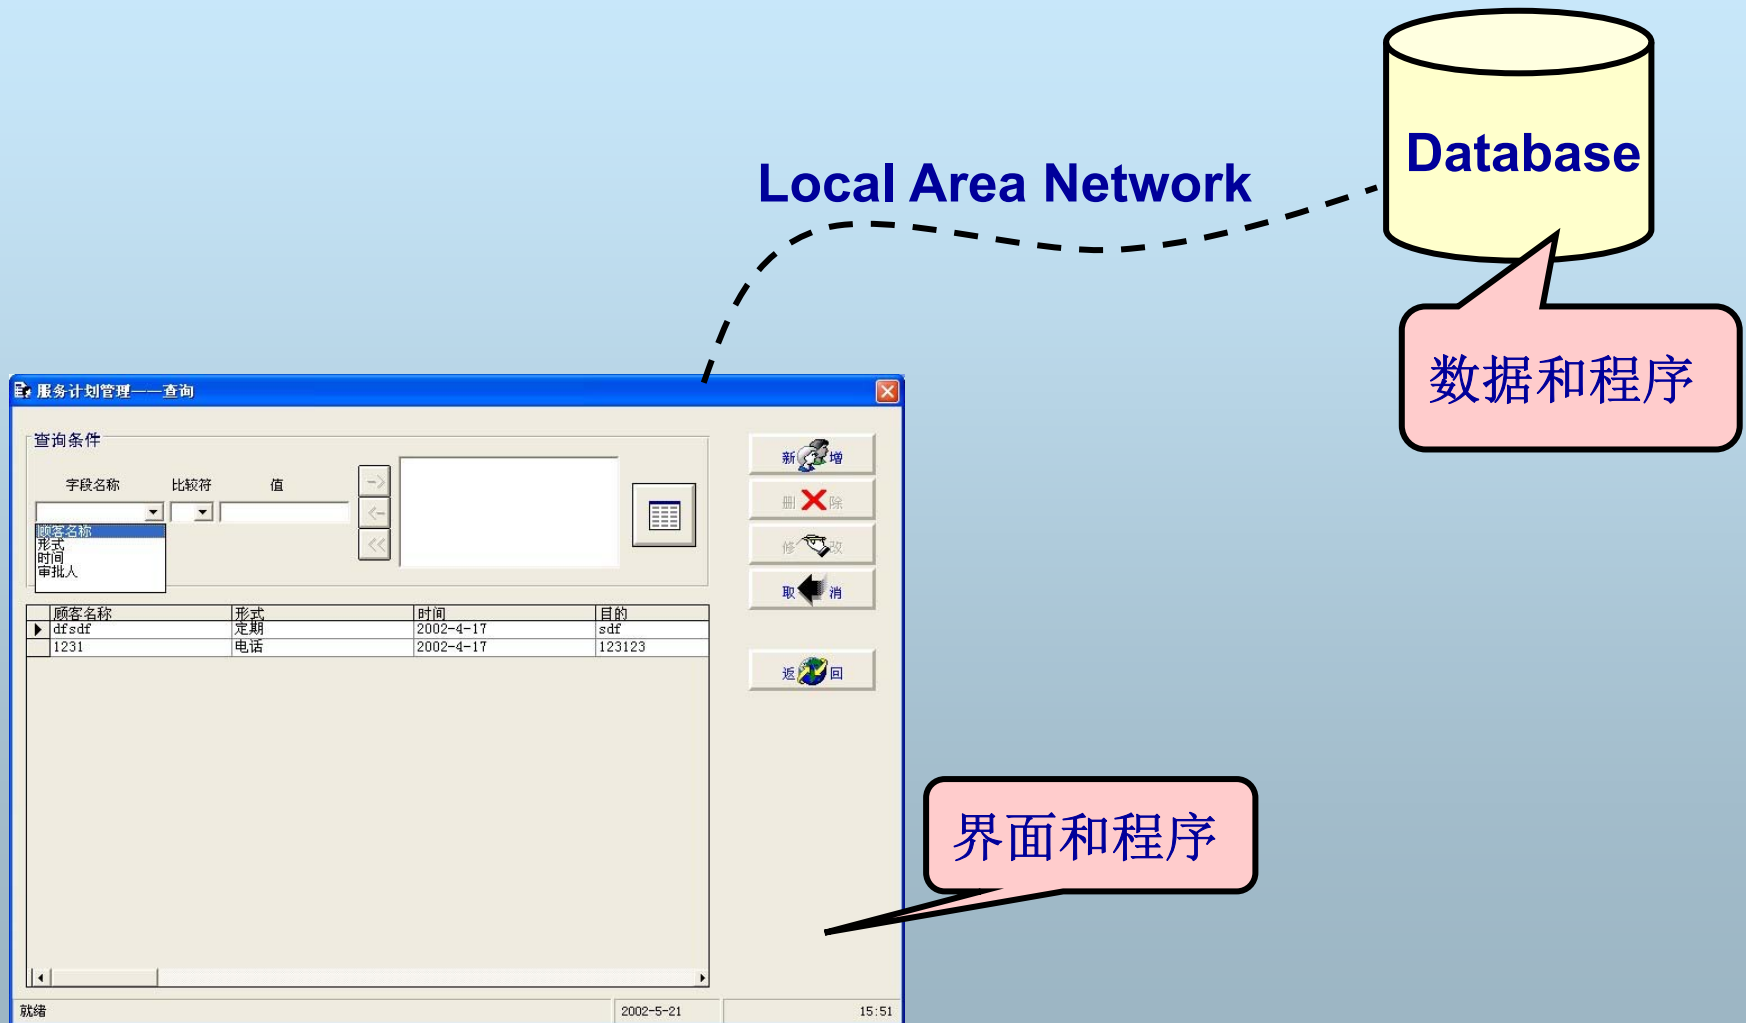 Database
Local Area Network
数据和程序
服务计划管理——查询
查询条件
字段名称 比较符 值
->
<-
<<
顾客名称
形式
时间
审批人
新增
删除
修改
取消
返回
顾客名称 形式 时间 目的
dfsdf 定期 2002-4-17 sdf
1231 电话 2002-4-17 123123
界面和程序
就绪 2002-5-21 15:51